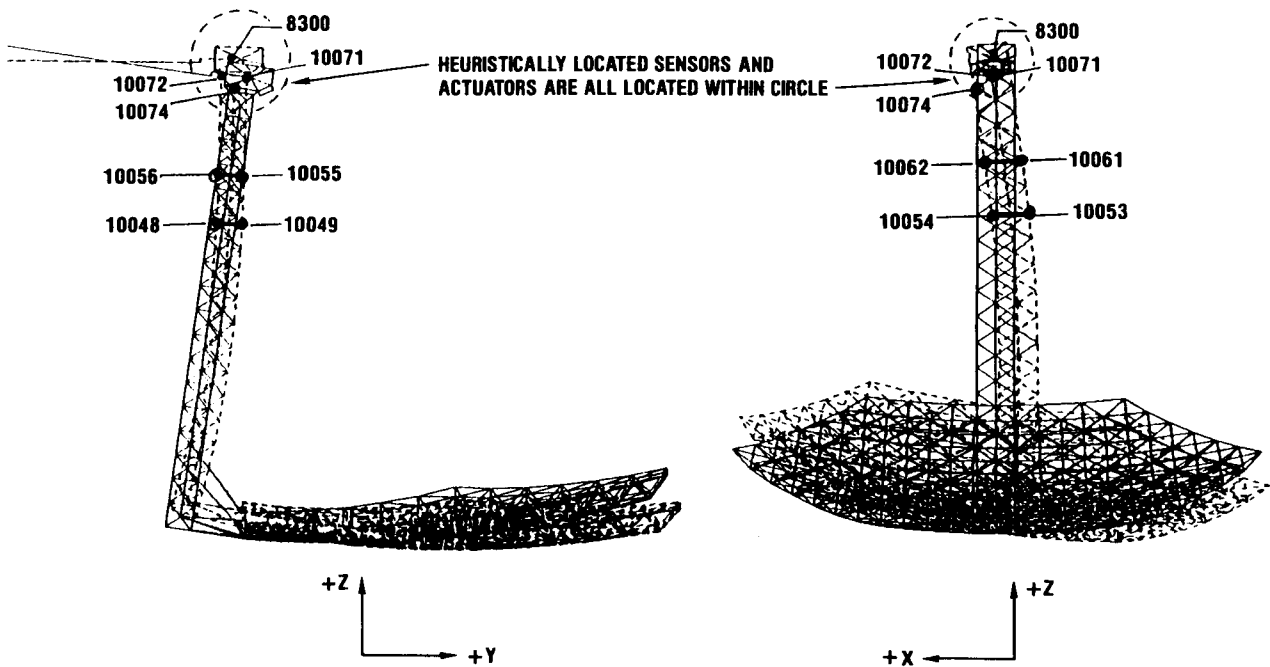 8300
10071
10072
10074
HEURISTICALLY LOCATED SENSORS AND
ACTUATORS ARE ALL LOCATED WITHIN CIRCLE
10056
10055
10048
10049
+Z
+Y
8300
10072
10071
10074
10062
10061
10054
10053
+Z
+X